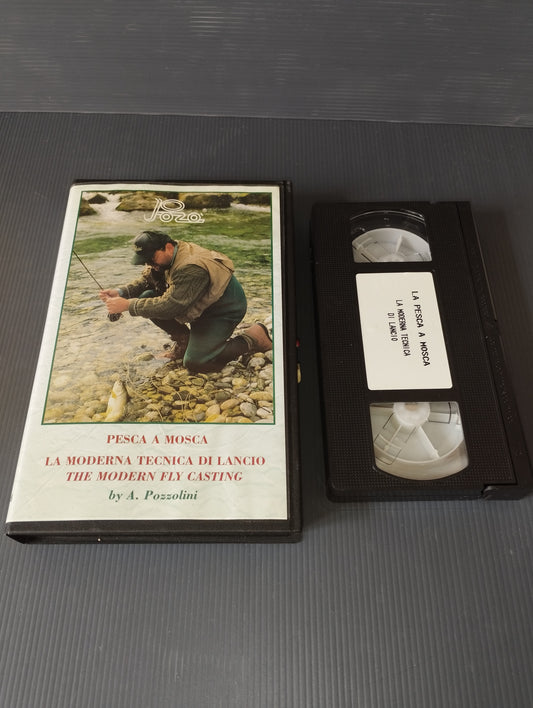 PESCA A MOSCA
LA MODERNA TECNICA DI LANCIO
THE MODERN FLY CASTING
by A. Pozzolini
LA PESCA A MOSCA
LA MODERNA TECNICA
DI LANCIO